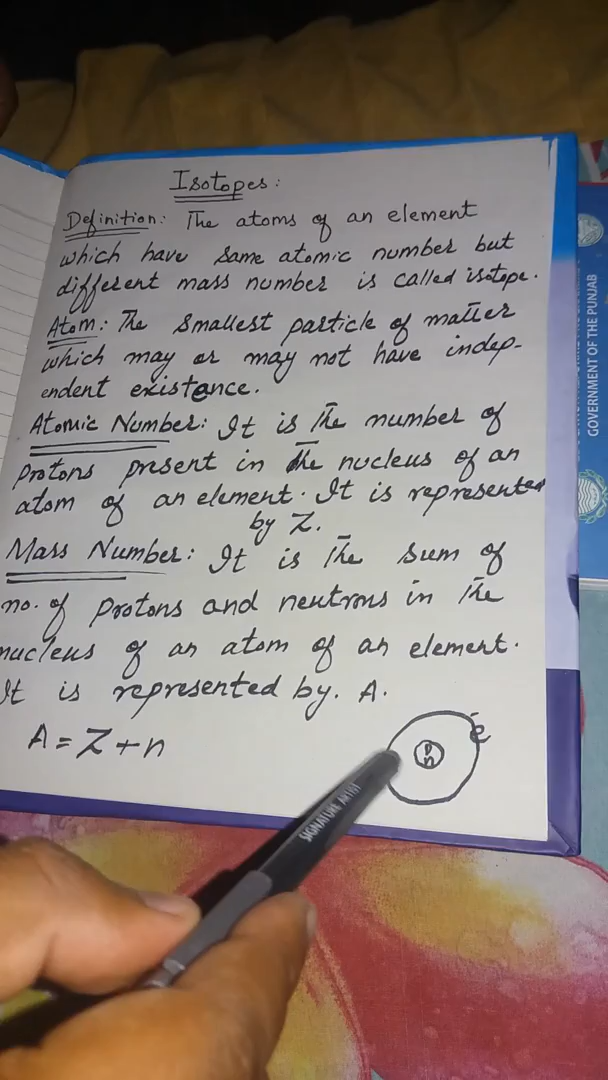 Isotopes:
Definition: The atoms of an element
which have same atomic number but
different mass number is called isotope.
Atom: The smallest particle of matter
which may or may not have indep-
endent existance.
Atomic Number: It is the number of
protons present in the nucleus of an
atom of an element. It is represented
by Z.
Mass Number: It is the sum of
no. of protons and neutrons in the
nucleus of an atom of an element.
It is represented by. A.
A = Z + n
e
p
n
SIGNATURE
GOVERNMENT OF THE PUNJAB